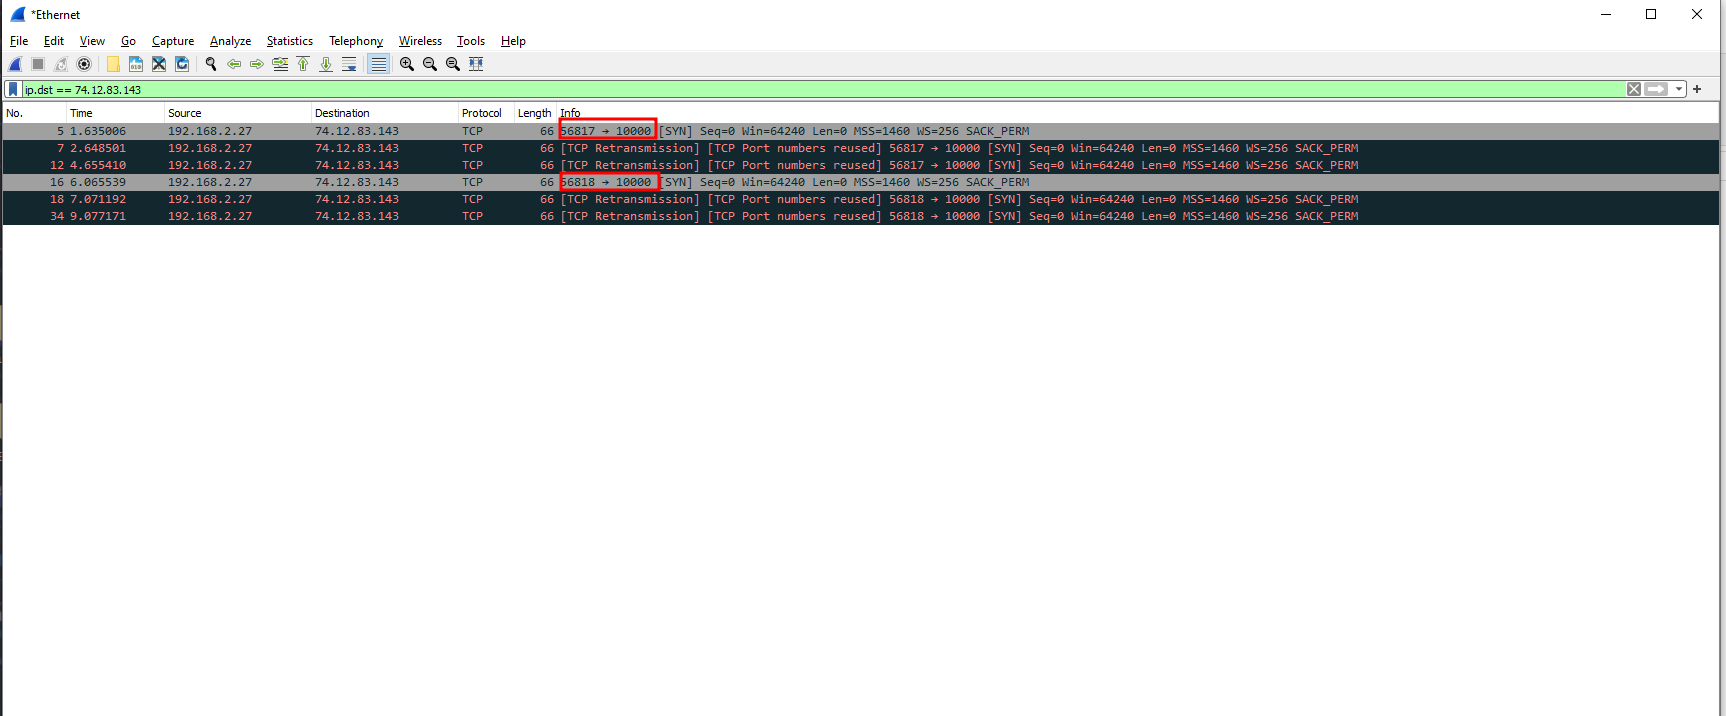 *Ethernet
File Edit View Go Capture Analyze Statistics Telephony Wireless Tools Help
ip.dst == 74.12.83.143
No. Time Source Destination Protocol Length Info
5 1.635006 192.168.2.27 74.12.83.143 TCP 66 56817 → 10000 [SYN] Seq=0 Win=64240 Len=0 MSS=1460 WS=256 SACK_PERM
7 2.648501 192.168.2.27 74.12.83.143 TCP 66 [TCP Retransmission] [TCP Port numbers reused] 56817 → 10000 [SYN] Seq=0 Win=64240 Len=0 MSS=1460 WS=256 SACK_PERM
12 4.655410 192.168.2.27 74.12.83.143 TCP 66 [TCP Retransmission] [TCP Port numbers reused] 56817 → 10000 [SYN] Seq=0 Win=64240 Len=0 MSS=1460 WS=256 SACK_PERM
16 6.065539 192.168.2.27 74.12.83.143 TCP 66 56818 → 10000 [SYN] Seq=0 Win=64240 Len=0 MSS=1460 WS=256 SACK_PERM
18 7.071192 192.168.2.27 74.12.83.143 TCP 66 [TCP Retransmission] [TCP Port numbers reused] 56818 → 10000 [SYN] Seq=0 Win=64240 Len=0 MSS=1460 WS=256 SACK_PERM
34 9.077171 192.168.2.27 74.12.83.143 TCP 66 [TCP Retransmission] [TCP Port numbers reused] 56818 → 10000 [SYN] Seq=0 Win=64240 Len=0 MSS=1460 WS=256 SACK_PERM